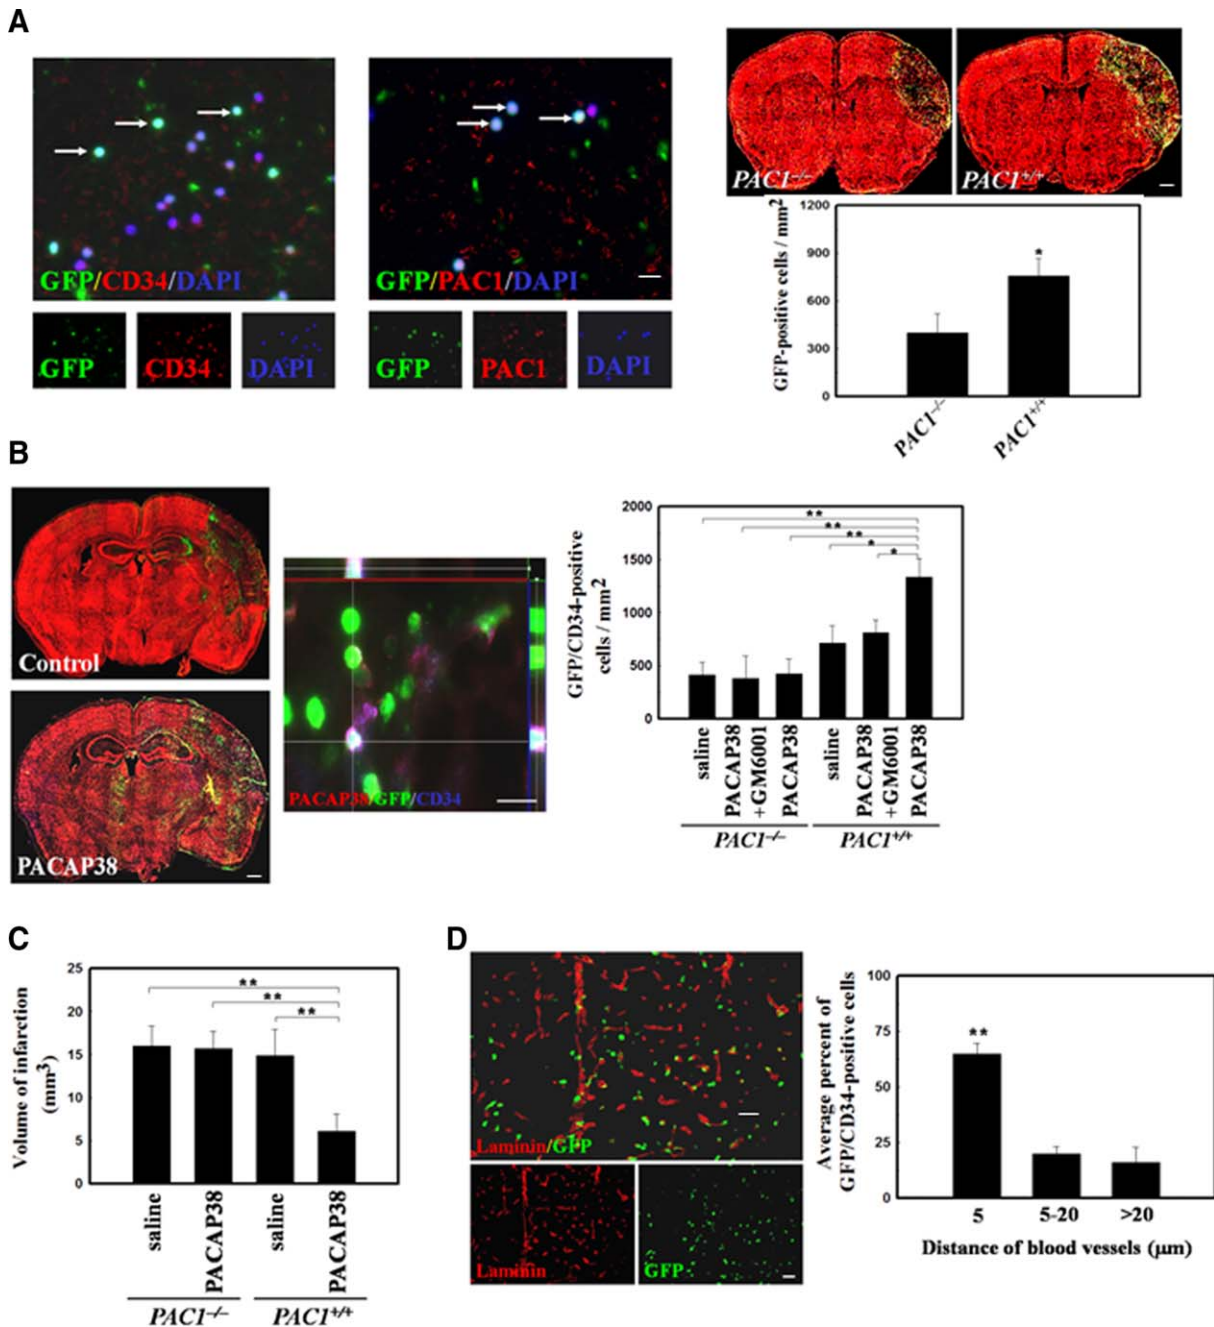 A
GFP/CD34/DAPI
GFP/PAC1/DAPI
GFP
CD34
DAPI
GFP
PAC1
DAPI
PAC1⁻/⁻
PAC1⁺/⁺
GFP-positive cells / mm²
1200
900
600
300
0
*
PAC1⁻/⁻
PAC1⁺/⁺
B
Control
PACAP38
PACAP38/GFP/CD34
GFP/CD34-positive
cells / mm²
2000
1500
1000
500
0
**
**
**
*
*
saline
PACAP38
+GM6001
PACAP38
saline
PACAP38
+GM6001
PACAP38
PAC1⁻/⁻
PAC1⁺/⁺
C
Volume of infarction
(mm³)
25
20
15
10
5
0
**
**
**
saline
PACAP38
saline
PACAP38
PAC1⁻/⁻
PAC1⁺/⁺
D
Laminin/GFP
Laminin
GFP
Average percent of
GFP/CD34-positive cells
100
75
50
25
0
**
5
5-20
>20
Distance of blood vessels (μm)